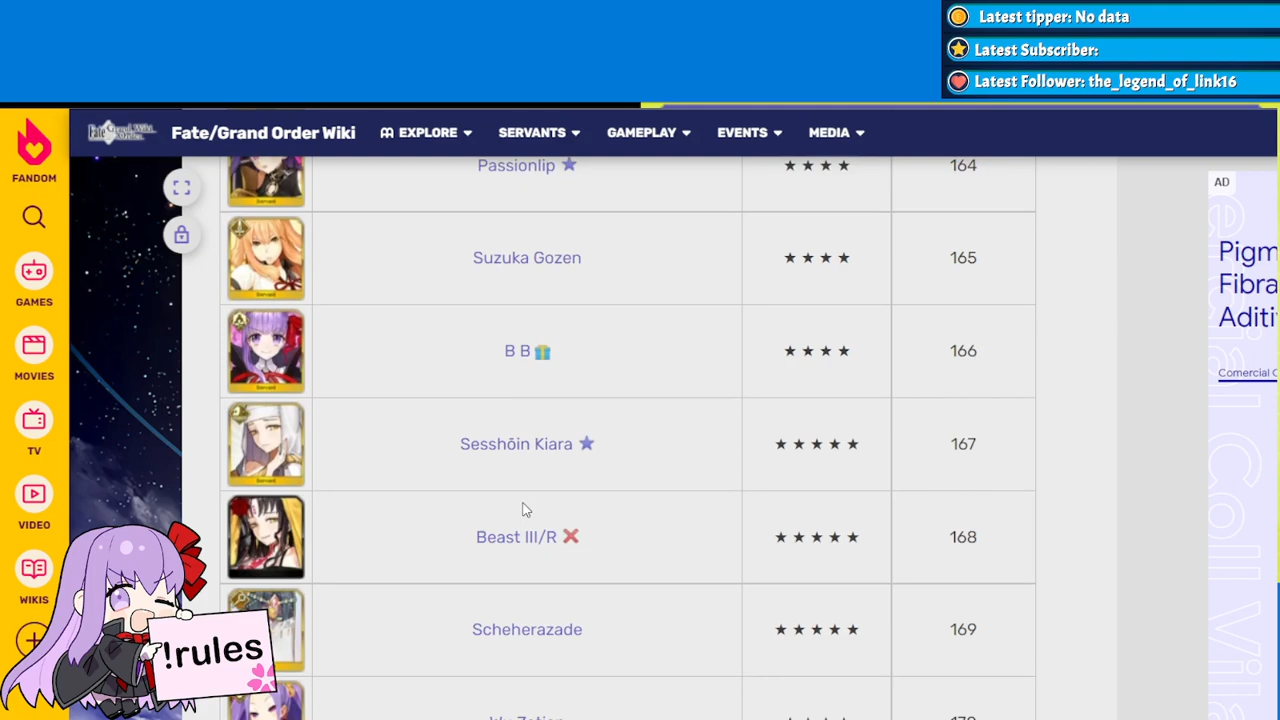 Latest tipper: No data
Latest Subscriber:
Latest Follower: the_legend_of_link16
FANDOM
GAMES
MOVIES
TV
VIDEO
WIKIS
Fate/Grand Order Wiki
EXPLORE
SERVANTS
GAMEPLAY
EVENTS
MEDIA
Passionlip ★ ★★★★ 164
Suzuka Gozen ★★★★ 165
B B ★★★★ 166
Sesshōin Kiara ★ ★★★★★ 167
Beast III/R ❌ ★★★★★ 168
Scheherazade ★★★★★ 169
AD
Pigm
Fibra
Aditi
Comercial C
!rules